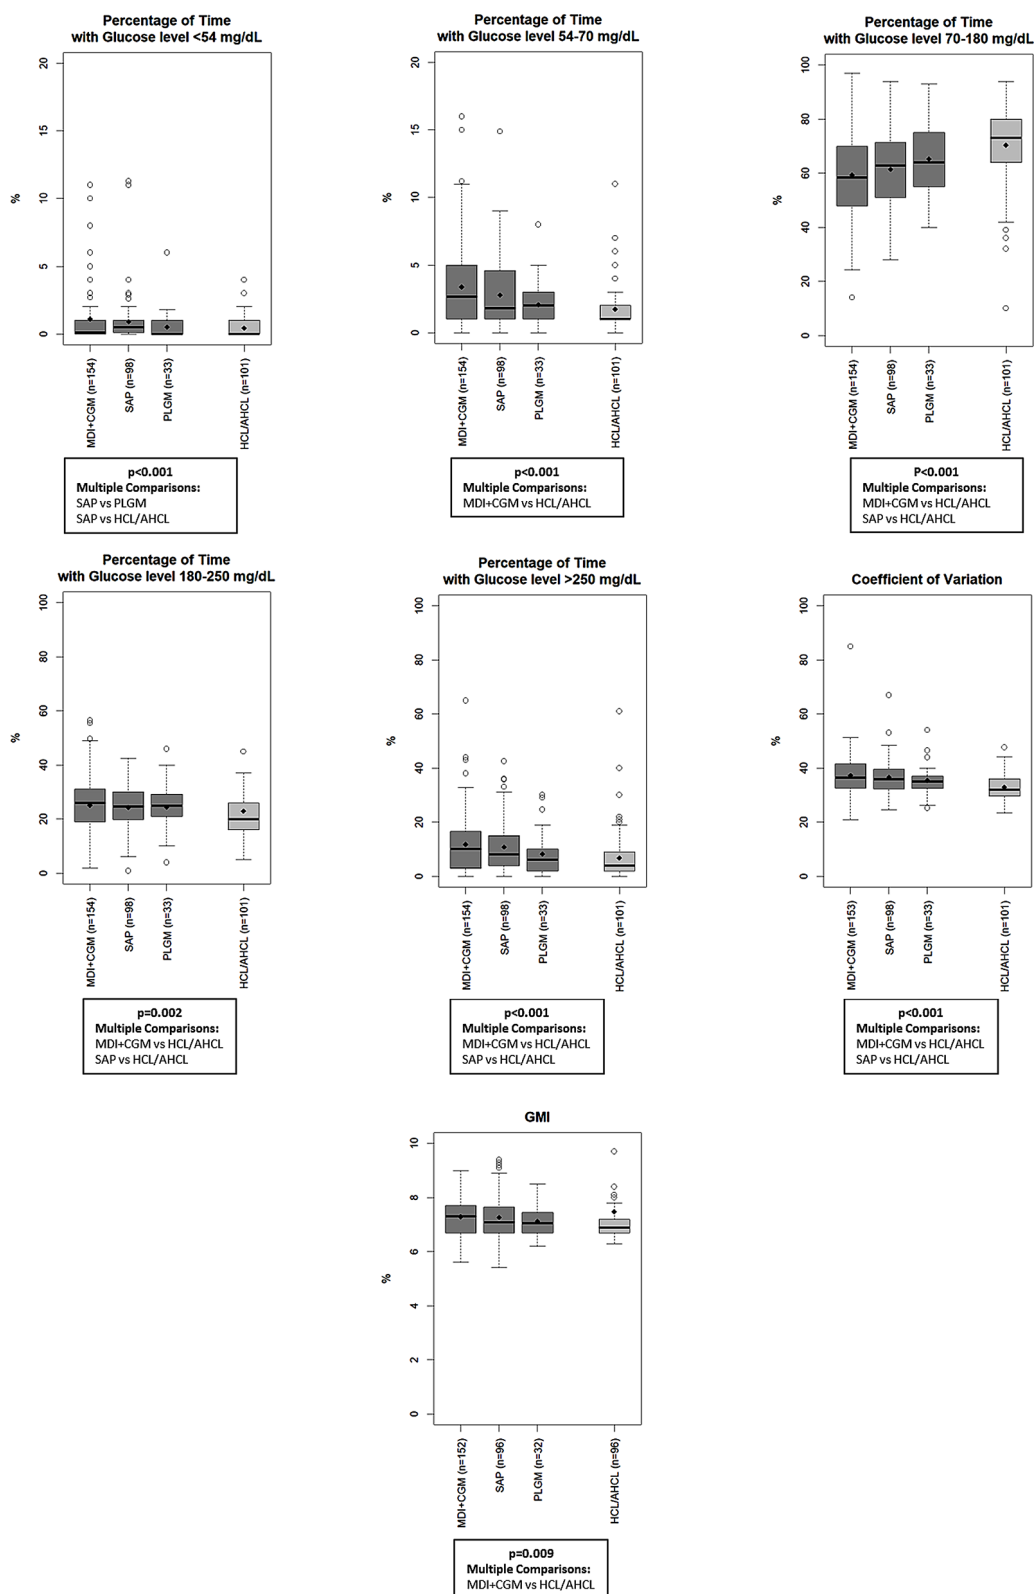 Percentage of Time
with Glucose level <54 mg/dL
%
20
15
10
5
0
MDI+CGM (n=154)
SAP (n=98)
PLGM (n=33)
HCL/AHCL (n=101)
p<0.001
Multiple Comparisons:
SAP vs PLGM
SAP vs HCL/AHCL
Percentage of Time
with Glucose level 54-70 mg/dL
%
20
15
10
5
0
MDI+CGM (n=154)
SAP (n=98)
PLGM (n=33)
HCL/AHCL (n=101)
p<0.001
Multiple Comparisons:
MDI+CGM vs HCL/AHCL
Percentage of Time
with Glucose level 70-180 mg/dL
%
100
80
60
40
20
0
MDI+CGM (n=154)
SAP (n=98)
PLGM (n=33)
HCL/AHCL (n=101)
P<0.001
Multiple Comparisons:
MDI+CGM vs HCL/AHCL
SAP vs HCL/AHCL
Percentage of Time
with Glucose level 180-250 mg/dL
%
100
80
60
40
20
0
MDI+CGM (n=154)
SAP (n=98)
PLGM (n=33)
HCL/AHCL (n=101)
p=0.002
Multiple Comparisons:
MDI+CGM vs HCL/AHCL
SAP vs HCL/AHCL
Percentage of Time
with Glucose level >250 mg/dL
%
100
80
60
40
20
0
MDI+CGM (n=154)
SAP (n=98)
PLGM (n=33)
HCL/AHCL (n=101)
p<0.001
Multiple Comparisons:
MDI+CGM vs HCL/AHCL
SAP vs HCL/AHCL
Coefficient of Variation
%
100
80
60
40
20
0
MDI+CGM (n=153)
SAP (n=98)
PLGM (n=33)
HCL/AHCL (n=101)
p<0.001
Multiple Comparisons:
MDI+CGM vs HCL/AHCL
SAP vs HCL/AHCL
GMI
%
10
8
6
4
2
0
MDI+CGM (n=152)
SAP (n=96)
PLGM (n=32)
HCL/AHCL (n=96)
p=0.009
Multiple Comparisons:
MDI+CGM vs HCL/AHCL